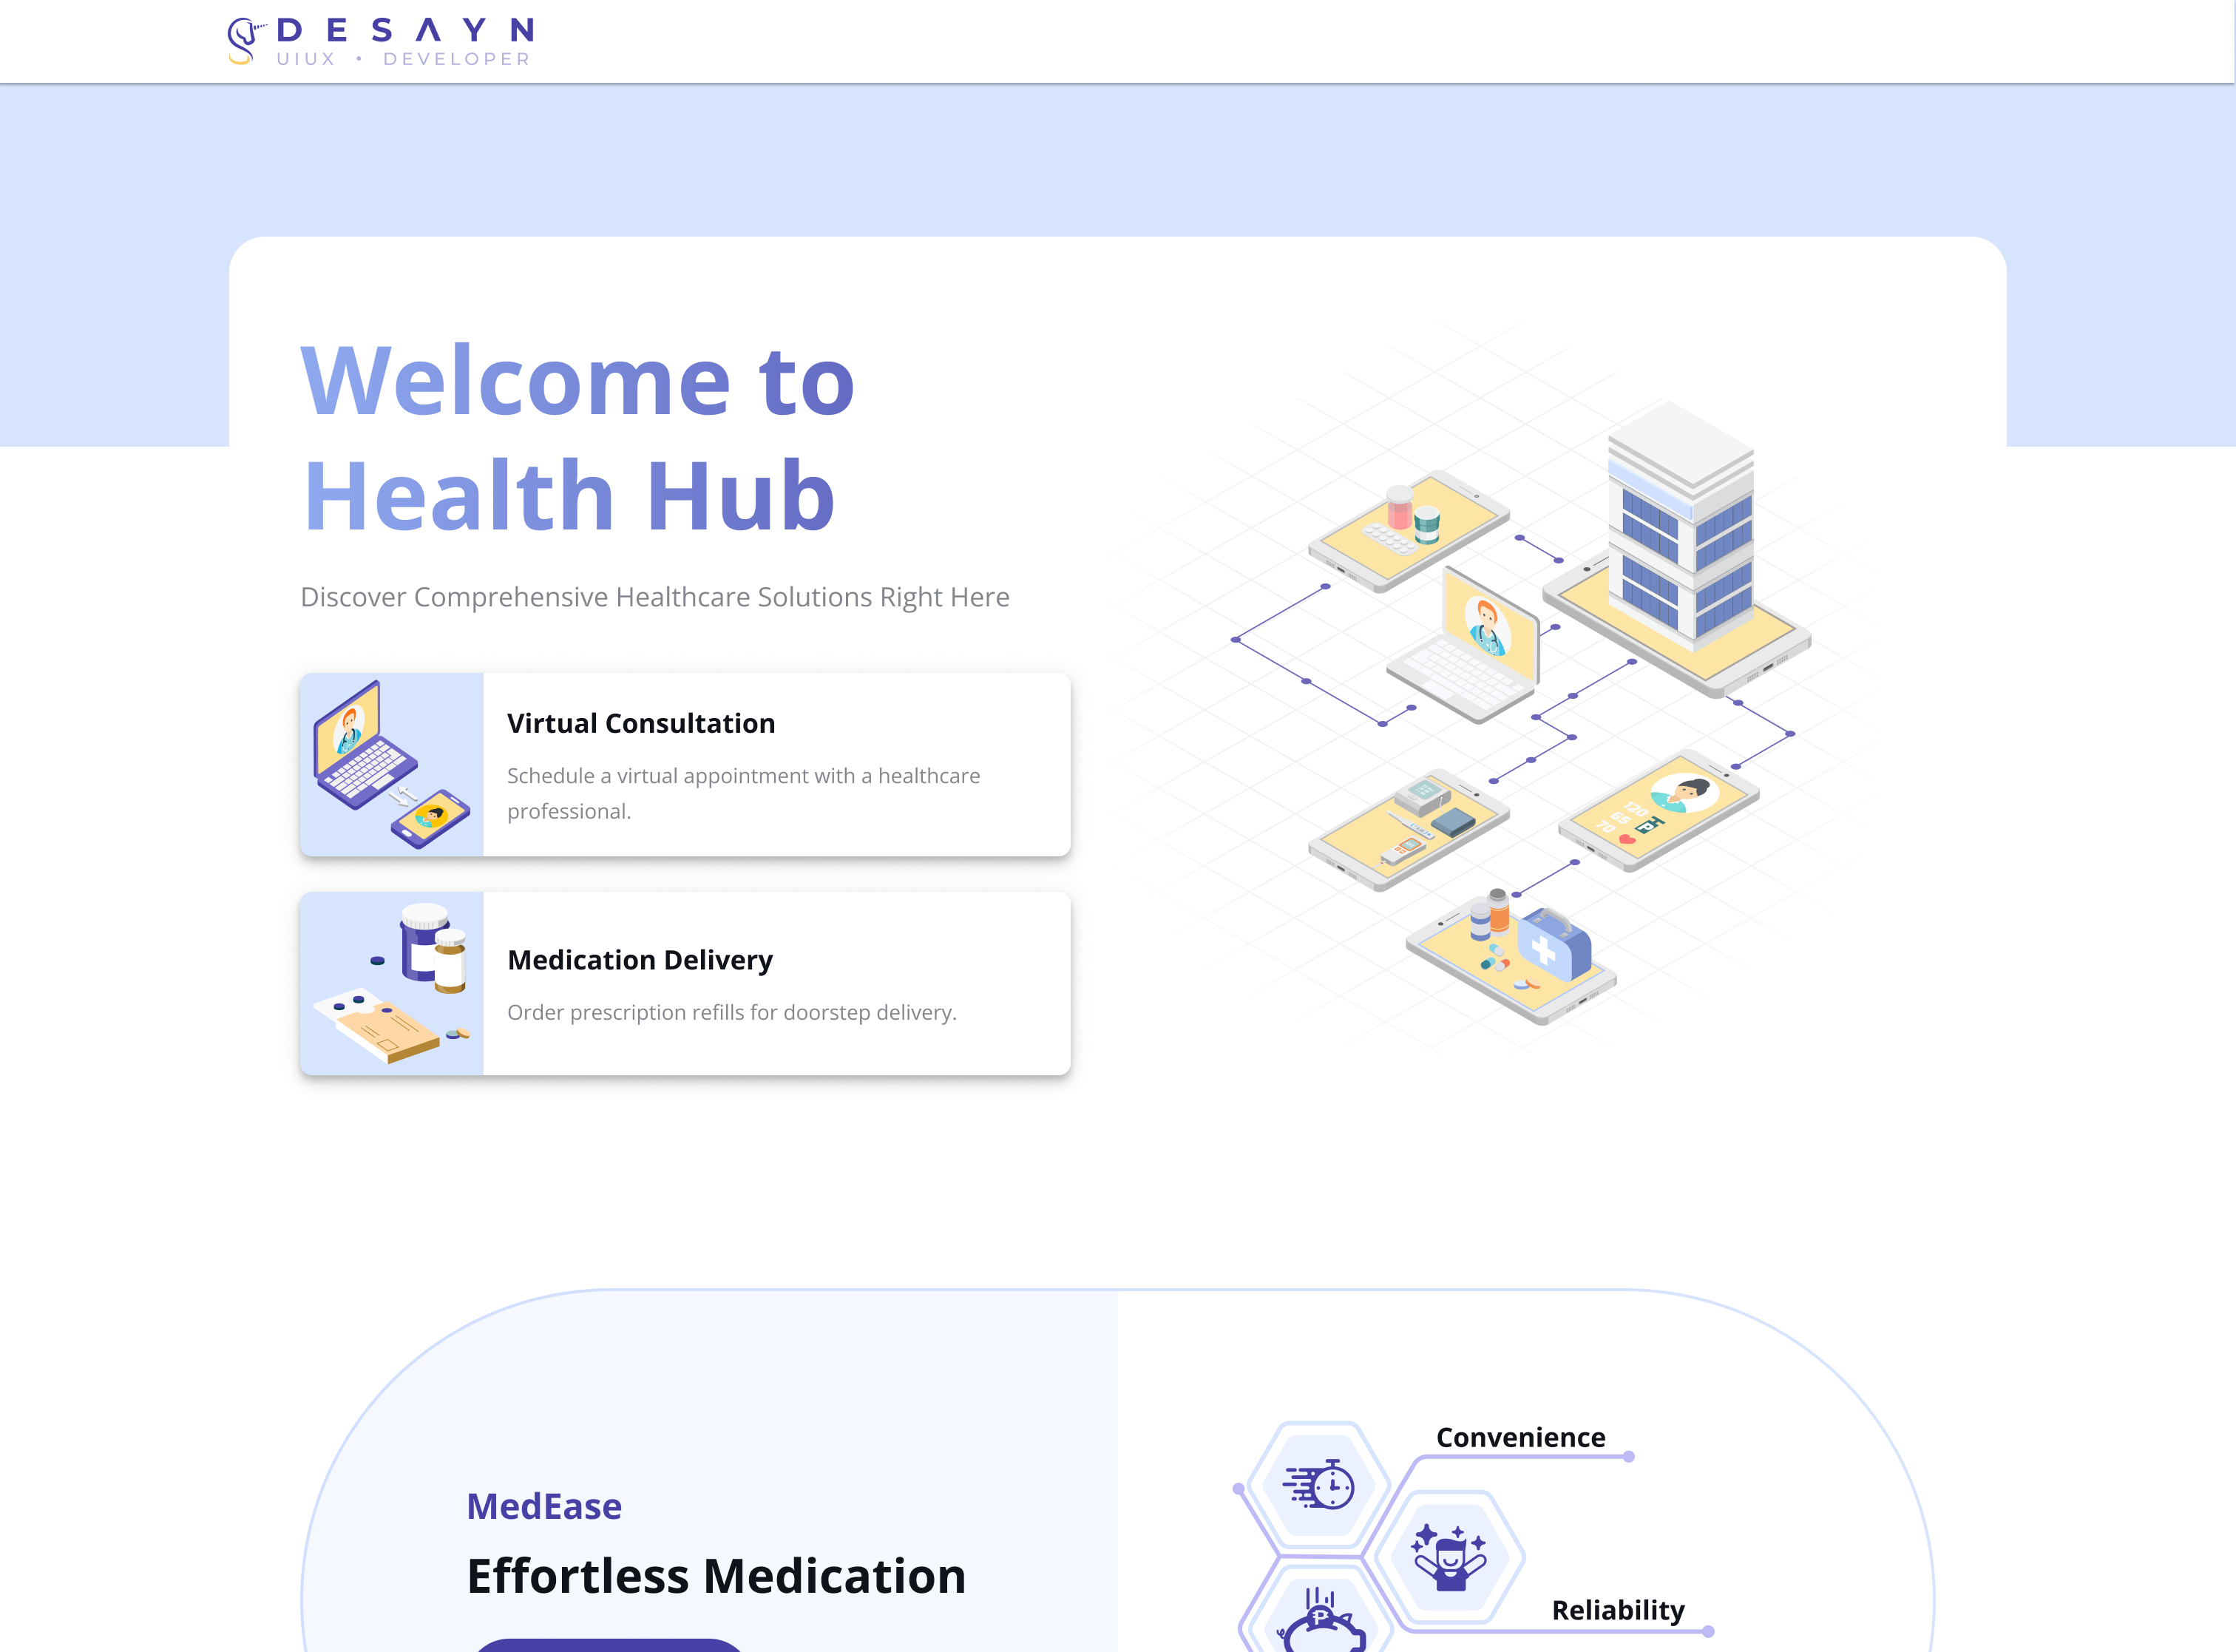 DESAYN
UIUX • DEVELOPER
Welcome to
Health Hub
Discover Comprehensive Healthcare Solutions Right Here
Virtual Consultation
Schedule a virtual appointment with a healthcare
professional.
Medication Delivery
Order prescription refills for doorstep delivery.
120
65
70
MedEase
Effortless Medication
Convenience
Reliability